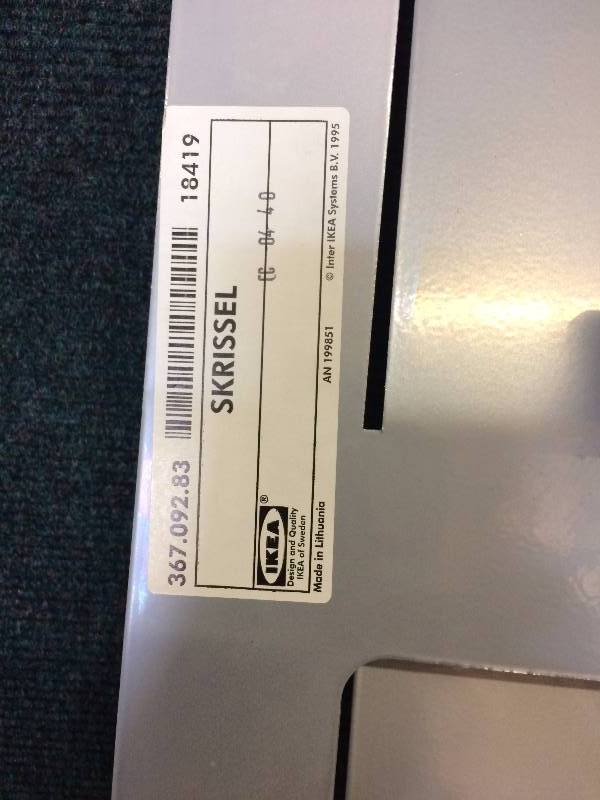 367.092.83
18419
SKRISSEL
IKEA®
Design and Quality
IKEA of Sweden
Made in Lithuania
AN 199851
© Inter IKEA Systems B.V. 1995